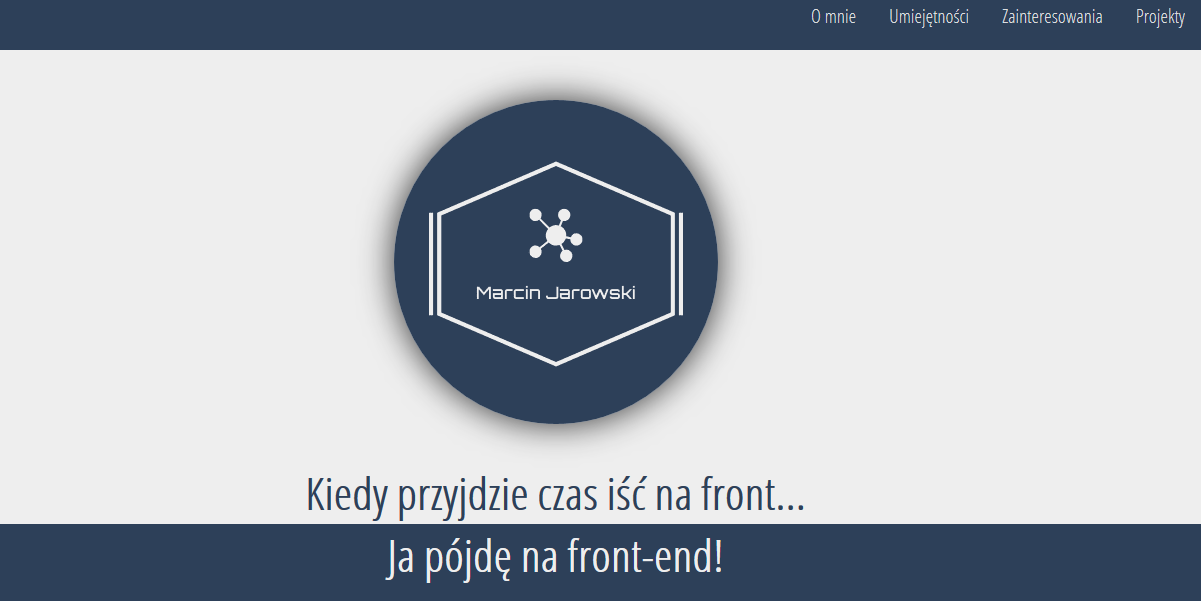 O mnie Umiejętności Zainteresowania Projekty
Marcin Jarowski
Kiedy przyjdzie czas iść na front...
Ja pójdę na front-end!